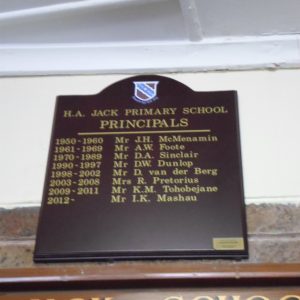 H.A. JACK PRIMARY SCHOOL
PRINCIPALS
1950-1960 Mr J.H. McMenamin
1961-1969 Mr A.W. Foote
1970-1989 Mr D.A. Sinclair
1990-1997 Mr D.W. Dunlop
1998-2002 Mr D. van der Berg
2003-2008 Mrs R. Pretorius
2009-2011 Mr K.M. Tohobejane
2012- Mr I.K. Mashau